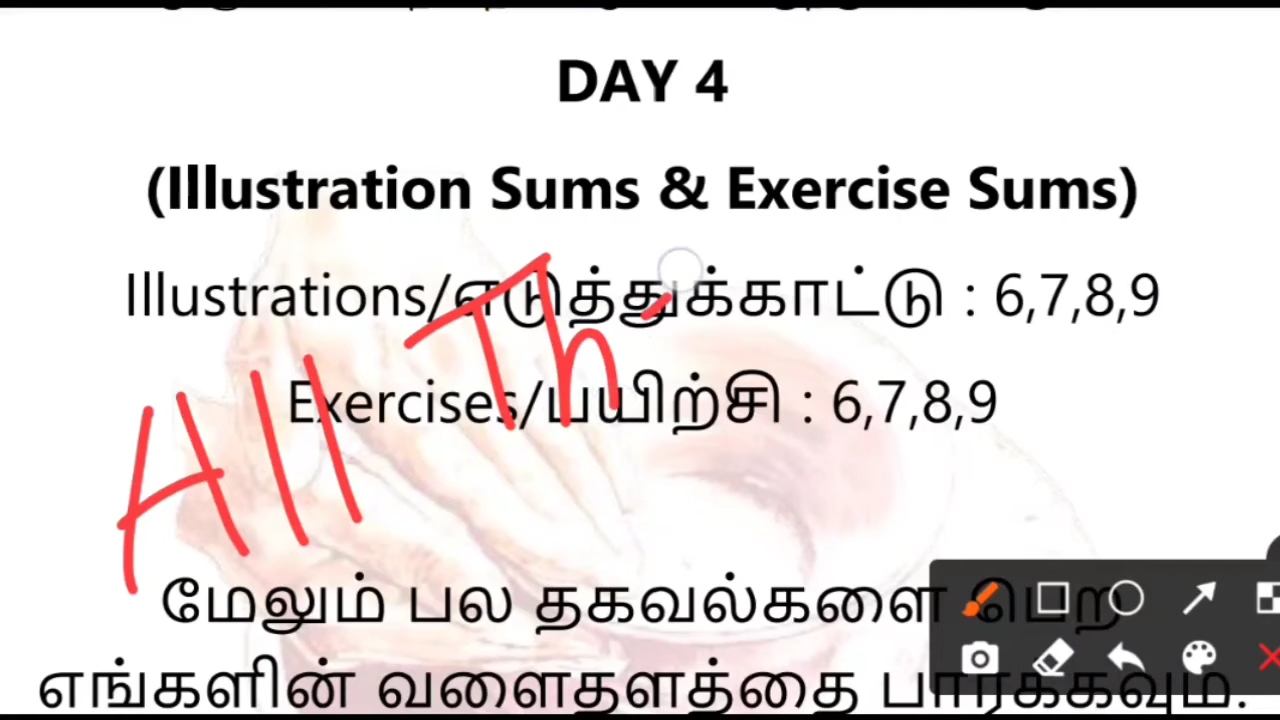 DAY 4
(Illustration Sums & Exercise Sums)
Illustrations/எடுத்துக்காட்டு : 6,7,8,9
Exercises/பயிற்சி : 6,7,8,9
All Th
மேலும் பல தகவல்களை பெற
எங்களின் வளைதளத்தை பார்க்கவும்.